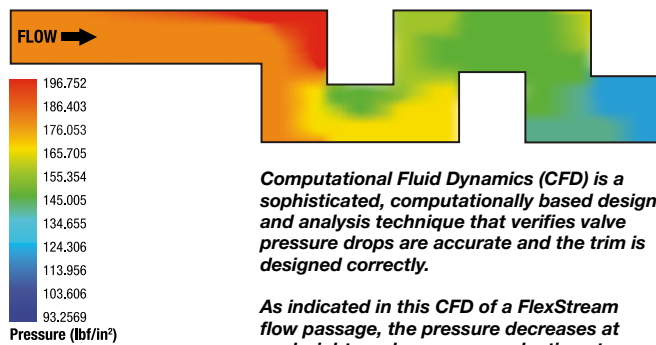 FLOW
196.752
186.403
176.053
165.705
155.354
145.005
134.655
124.306
113.956
103.606
93.2569
Pressure (lbf/in²)
Computational Fluid Dynamics (CFD) is a
sophisticated, computationally based design
and analysis technique that verifies valve
pressure drops are accurate and the trim is
designed correctly.
As indicated in this CFD of a FlexStream
flow passage, the pressure decreases at